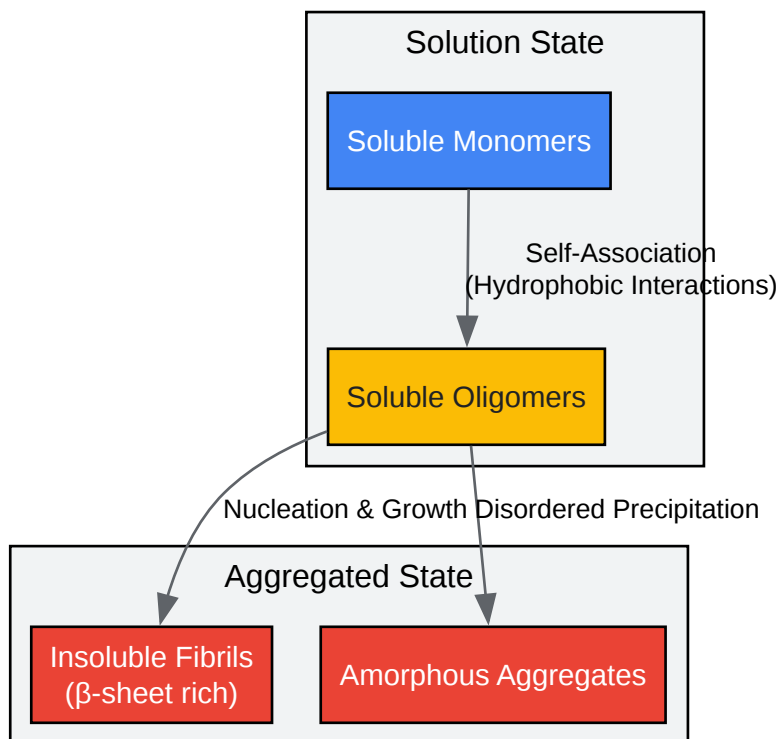 Solution State
Soluble Monomers
Self-Association
(Hydrophobic Interactions)
Soluble Oligomers
Nucleation & Growth
Disordered Precipitation
Aggregated State
Insoluble Fibrils
(β-sheet rich)
Amorphous Aggregates